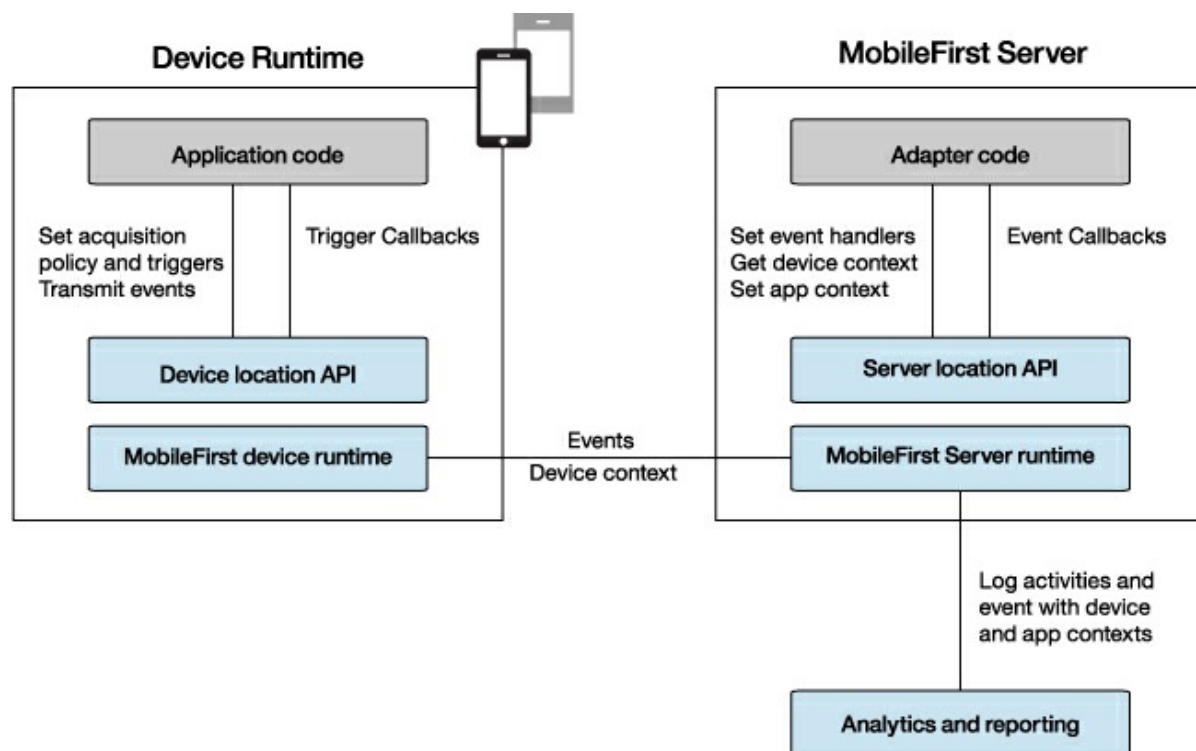 Device Runtime
MobileFirst Server
Application code
Adapter code
Set acquisition
policy and triggers
Transmit events
Trigger Callbacks
Set event handlers
Get device context
Set app context
Event Callbacks
Device location API
Server location API
MobileFirst device runtime
Events
Device context
MobileFirst Server runtime
Log activities and
event with device
and app contexts
Analytics and reporting